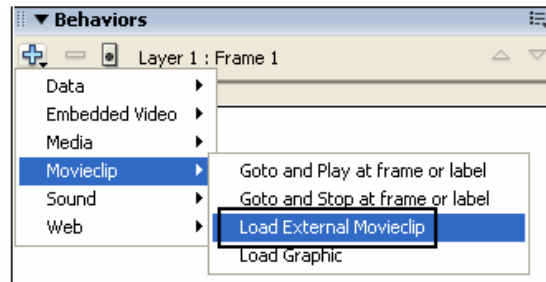 Behaviors
Layer 1 : Frame 1
Data
Embedded Video
Media
Movieclip
Sound
Web
Goto and Play at frame or label
Goto and Stop at frame or label
Load External Movieclip
Load Graphic